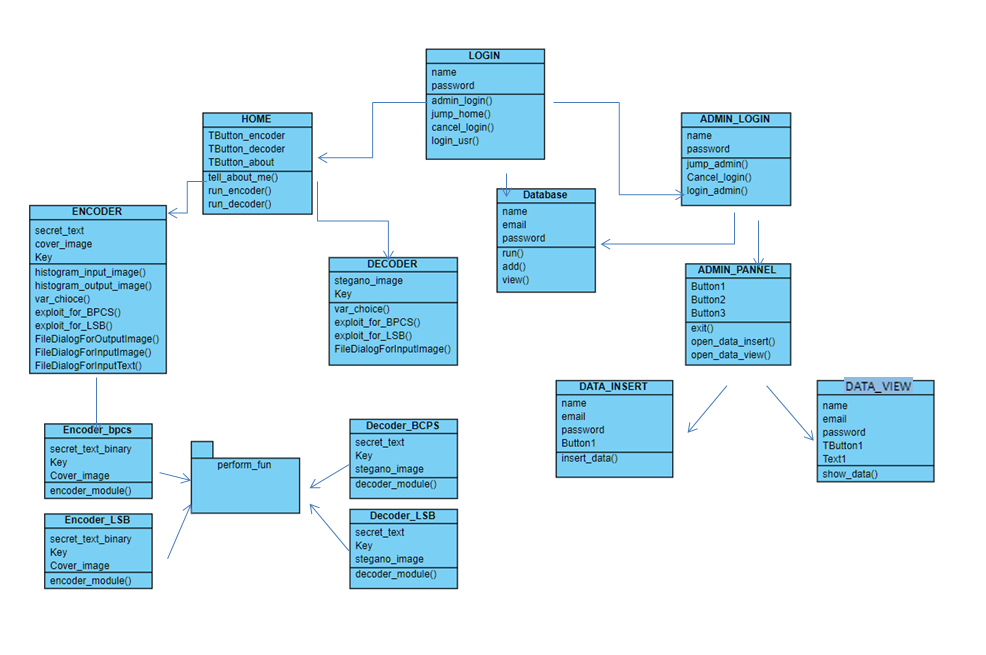 LOGIN
name
password
admin_login()
jump_home()
cancel_login()
login_usr()
HOME
TButton_encoder
TButton_decoder
TButton_about
tell_about_me()
run_encoder()
run_decoder()
ADMIN_LOGIN
name
password
jump_admin()
Cancel_login()
login_admin()
Database
name
email
password
run()
add()
view()
ENCODER
secret_text
cover_image
Key
histogram_input_image()
histogram_output_image()
var_chioce()
exploit_for_BPCS()
exploit_for_LSB()
FileDialogForOutputImage()
FileDialogForInputImage()
FileDialogForInputText()
DECODER
stegano_image
Key
var_choice()
exploit_for_BPCS()
exploit_for_LSB()
FileDialogForInputImage()
ADMIN_PANNEL
Button1
Button2
Button3
exit()
open_data_insert()
open_data_view()
DATA_INSERT
name
email
password
Button1
insert_data()
DATA_VIEW
name
email
password
TButton1
Text1
show_data()
Encoder_bpcs
secret_text_binary
Key
Cover_image
encoder_module()
perform_fun
Decoder_BCPS
secret_text
Key
stegano_image
decoder_module()
Encoder_LSB
secret_text_binary
Key
Cover_image
encoder_module()
Decoder_LSB
secret_text
Key
stegano_image
decoder_module()